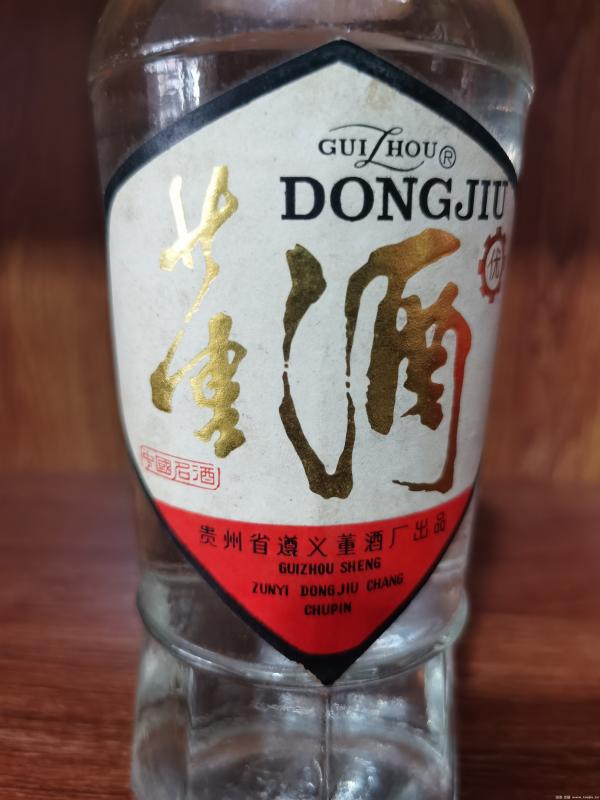 GUIZHOU®
DONGJIU
优
董酒
中國名酒
贵州省遵义董酒厂出品
GUIZHOU SHENG
ZUNYI DONGJIU CHANG
CHUPIN